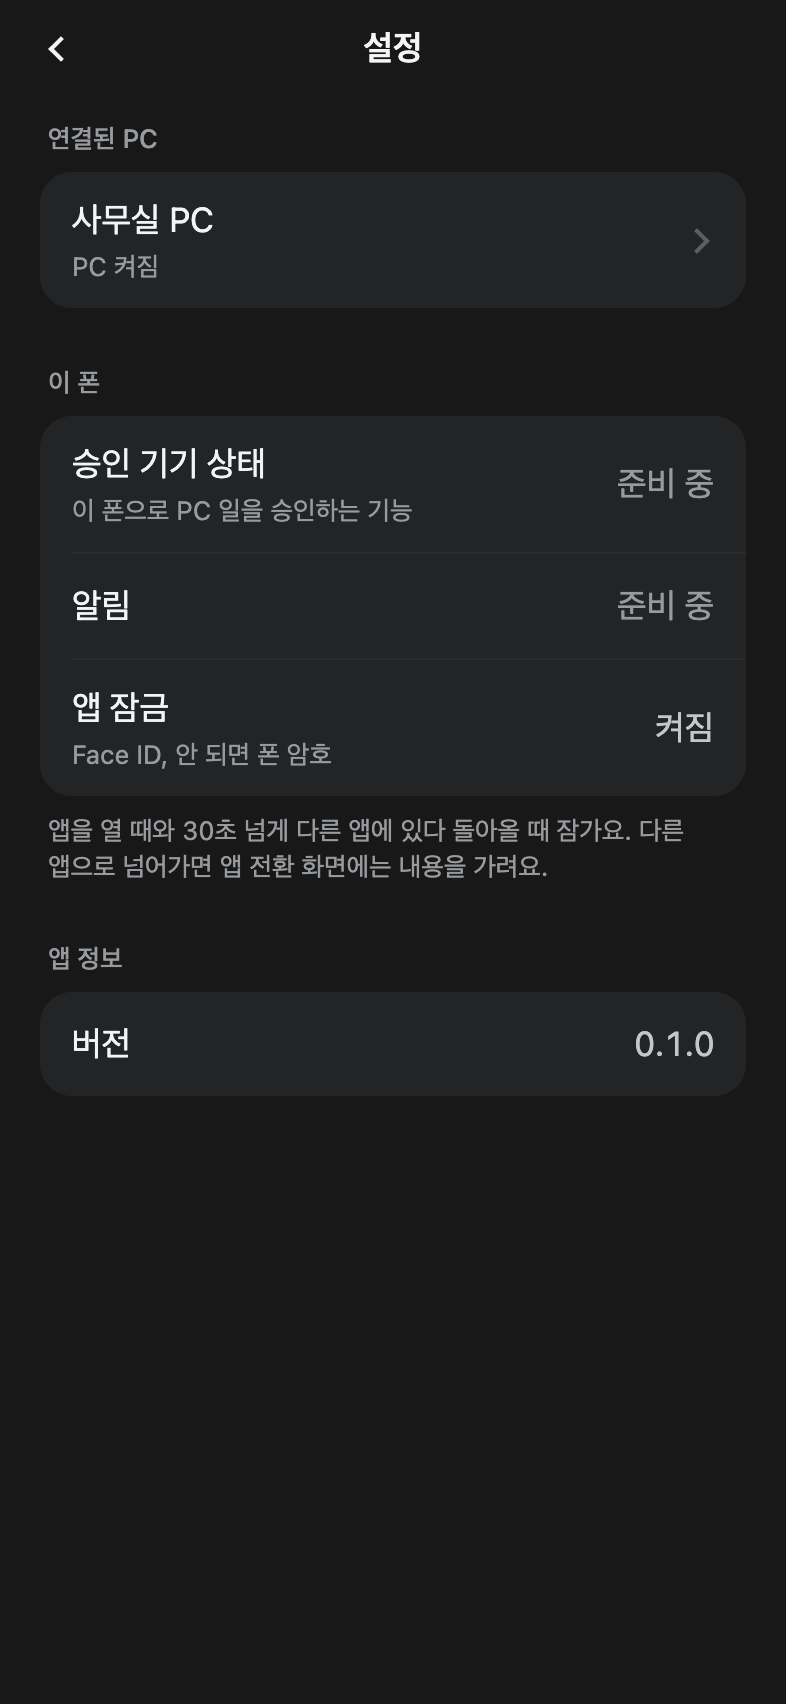 설정
연결된 PC
사무실 PC
PC 켜짐
이 폰
승인 기기 상태
준비 중
이 폰으로 PC 일을 승인하는 기능
알림
준비 중
앱 잠금
켜짐
Face ID, 안 되면 폰 암호
앱을 열 때와 30초 넘게 다른 앱에 있다 돌아올 때 잠가요. 다른
앱으로 넘어가면 앱 전환 화면에는 내용을 가려요.
앱 정보
버전
0.1.0